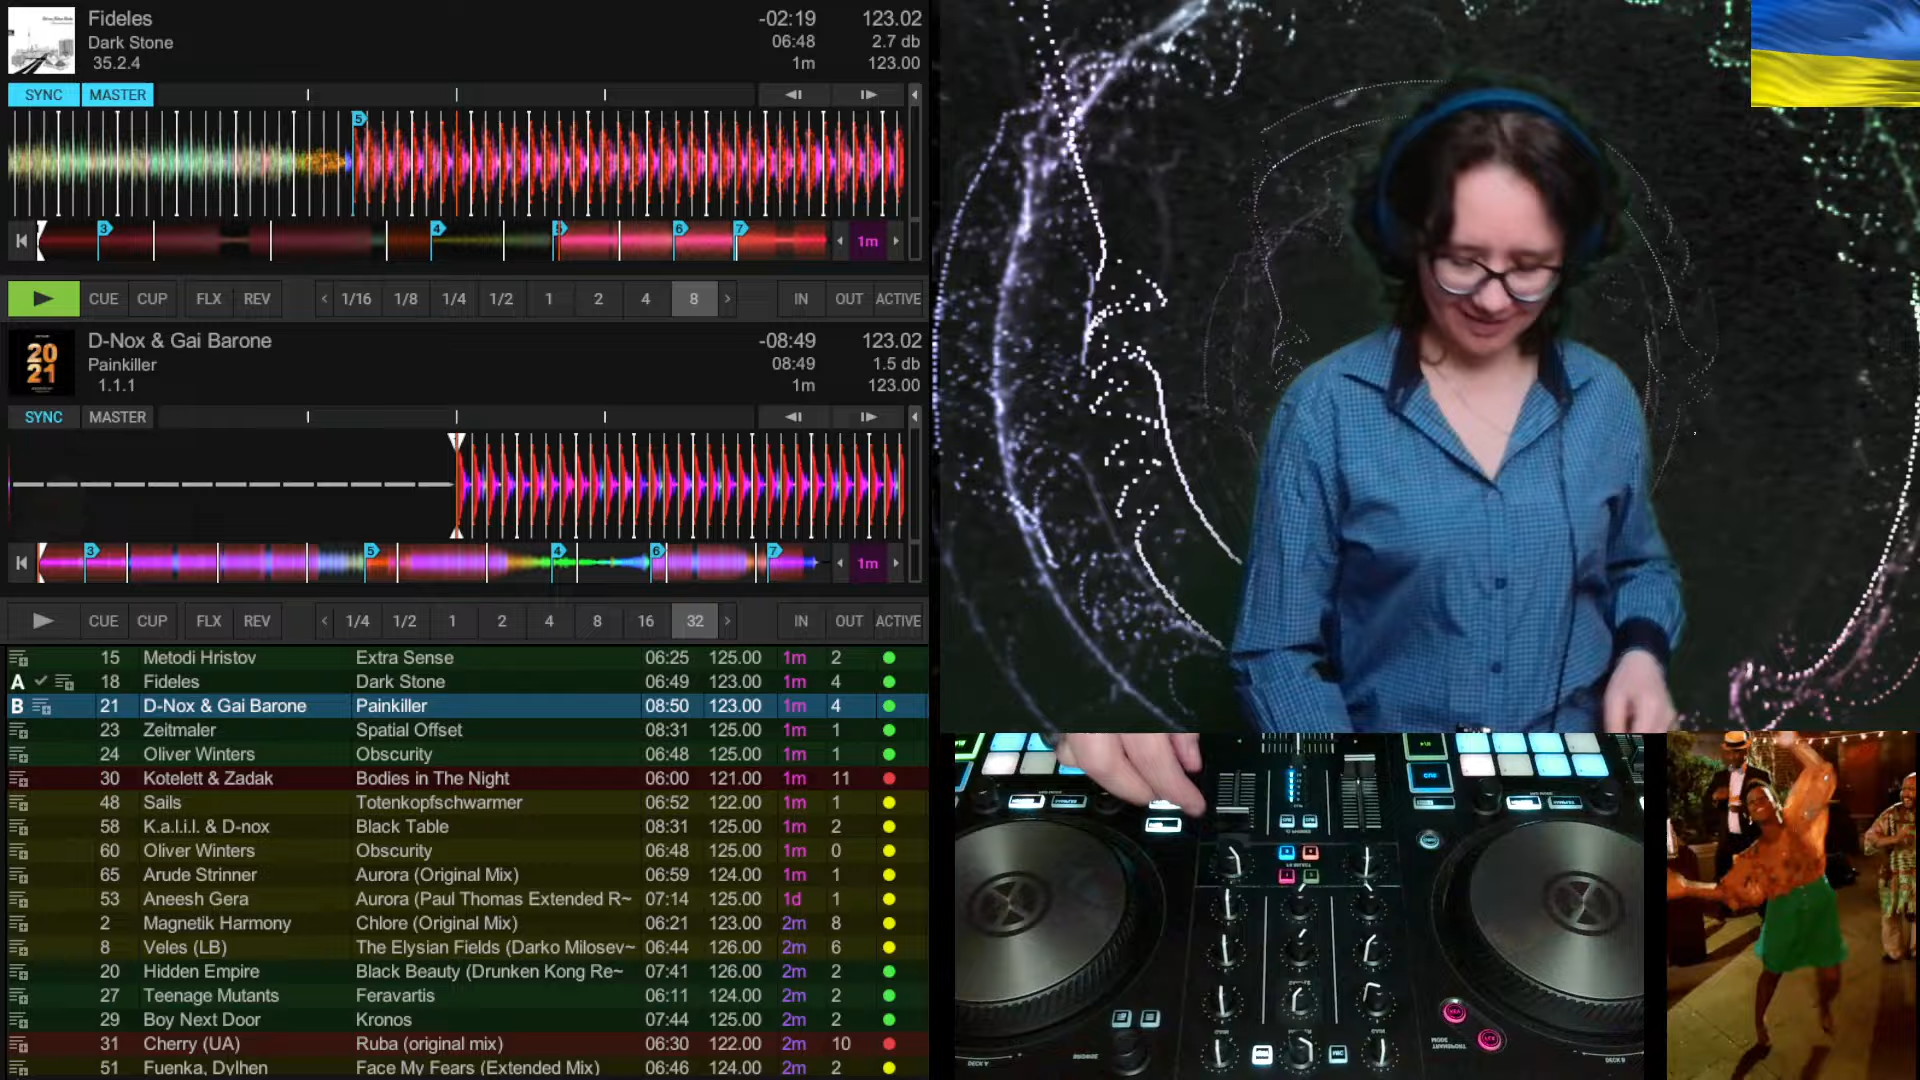 Fideles -02:19 123.02
Dark Stone 06:48 2.7 db
35.2.4 1m 123.00
SYNC MASTER
5
3 4 5 6 7 1m
CUE CUP FLX REV 1/16 1/8 1/4 1/2 1 2 4 8 IN OUT ACTIVE
20 21
D-Nox & Gai Barone -08:49 123.02
Painkiller 08:49 1.5 db
1.1.1 1m 123.00
SYNC MASTER
3 5 4 6 7 1m
CUE CUP FLX REV 1/4 1/2 1 2 4 8 16 32 IN OUT ACTIVE
15 Metodi Hristov Extra Sense 06:25 125.00 1m 2
A 18 Fideles Dark Stone 06:49 123.00 1m 4
B 21 D-Nox & Gai Barone Painkiller 08:50 123.00 1m 4
23 Zeitmaler Spatial Offset 08:31 125.00 1m 1
24 Oliver Winters Obscurity 06:48 125.00 1m 1
30 Kotelett & Zadak Bodies in The Night 06:00 121.00 1m 11
48 Sails Totenkopfschwarmer 06:52 122.00 1m 1
58 K.a.l.i.l. & D-nox Black Table 08:31 125.00 1m 2
60 Oliver Winters Obscurity 06:48 125.00 1m 0
65 Arude Strinner Aurora (Original Mix) 06:59 124.00 1m 1
53 Aneesh Gera Aurora (Paul Thomas Extended R~ 07:14 125.00 1d 1
2 Magnetik Harmony Chlore (Original Mix) 06:21 123.00 2m 8
8 Veles (LB) The Elysian Fields (Darko Milosev~ 06:44 126.00 2m 6
20 Hidden Empire Black Beauty (Drunken Kong Re~ 07:41 126.00 2m 2
27 Teenage Mutants Feravartis 06:11 124.00 2m 2
29 Boy Next Door Kronos 07:44 125.00 2m 2
31 Cherry (UA) Ruba (original mix) 06:30 122.00 2m 10
51 Fuenka, Dylhen Face My Fears (Extended Mix) 06:46 124.00 2m 2